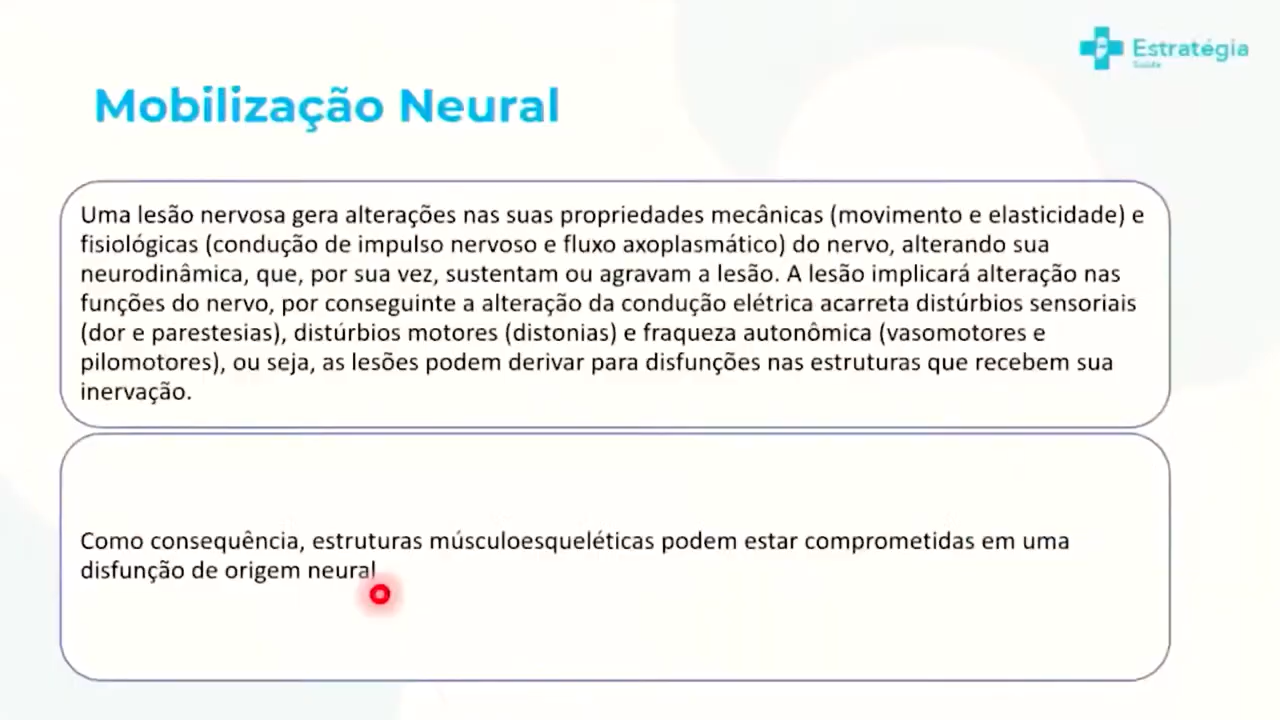 Estratégia
Saúde
Mobilização Neural
Uma lesão nervosa gera alterações nas suas propriedades mecânicas (movimento e elasticidade) e
fisiológicas (condução de impulso nervoso e fluxo axoplasmático) do nervo, alterando sua
neurodinâmica, que, por sua vez, sustentam ou agravam a lesão. A lesão implicará alteração nas
funções do nervo, por conseguinte a alteração da condução elétrica acarreta distúrbios sensoriais
(dor e parestesias), distúrbios motores (distonias) e fraqueza autonômica (vasomotores e
pilomotores), ou seja, as lesões podem derivar para disfunções nas estruturas que recebem sua
inervação.
Como consequência, estruturas músculoesqueléticas podem estar comprometidas em uma
disfunção de origem neural